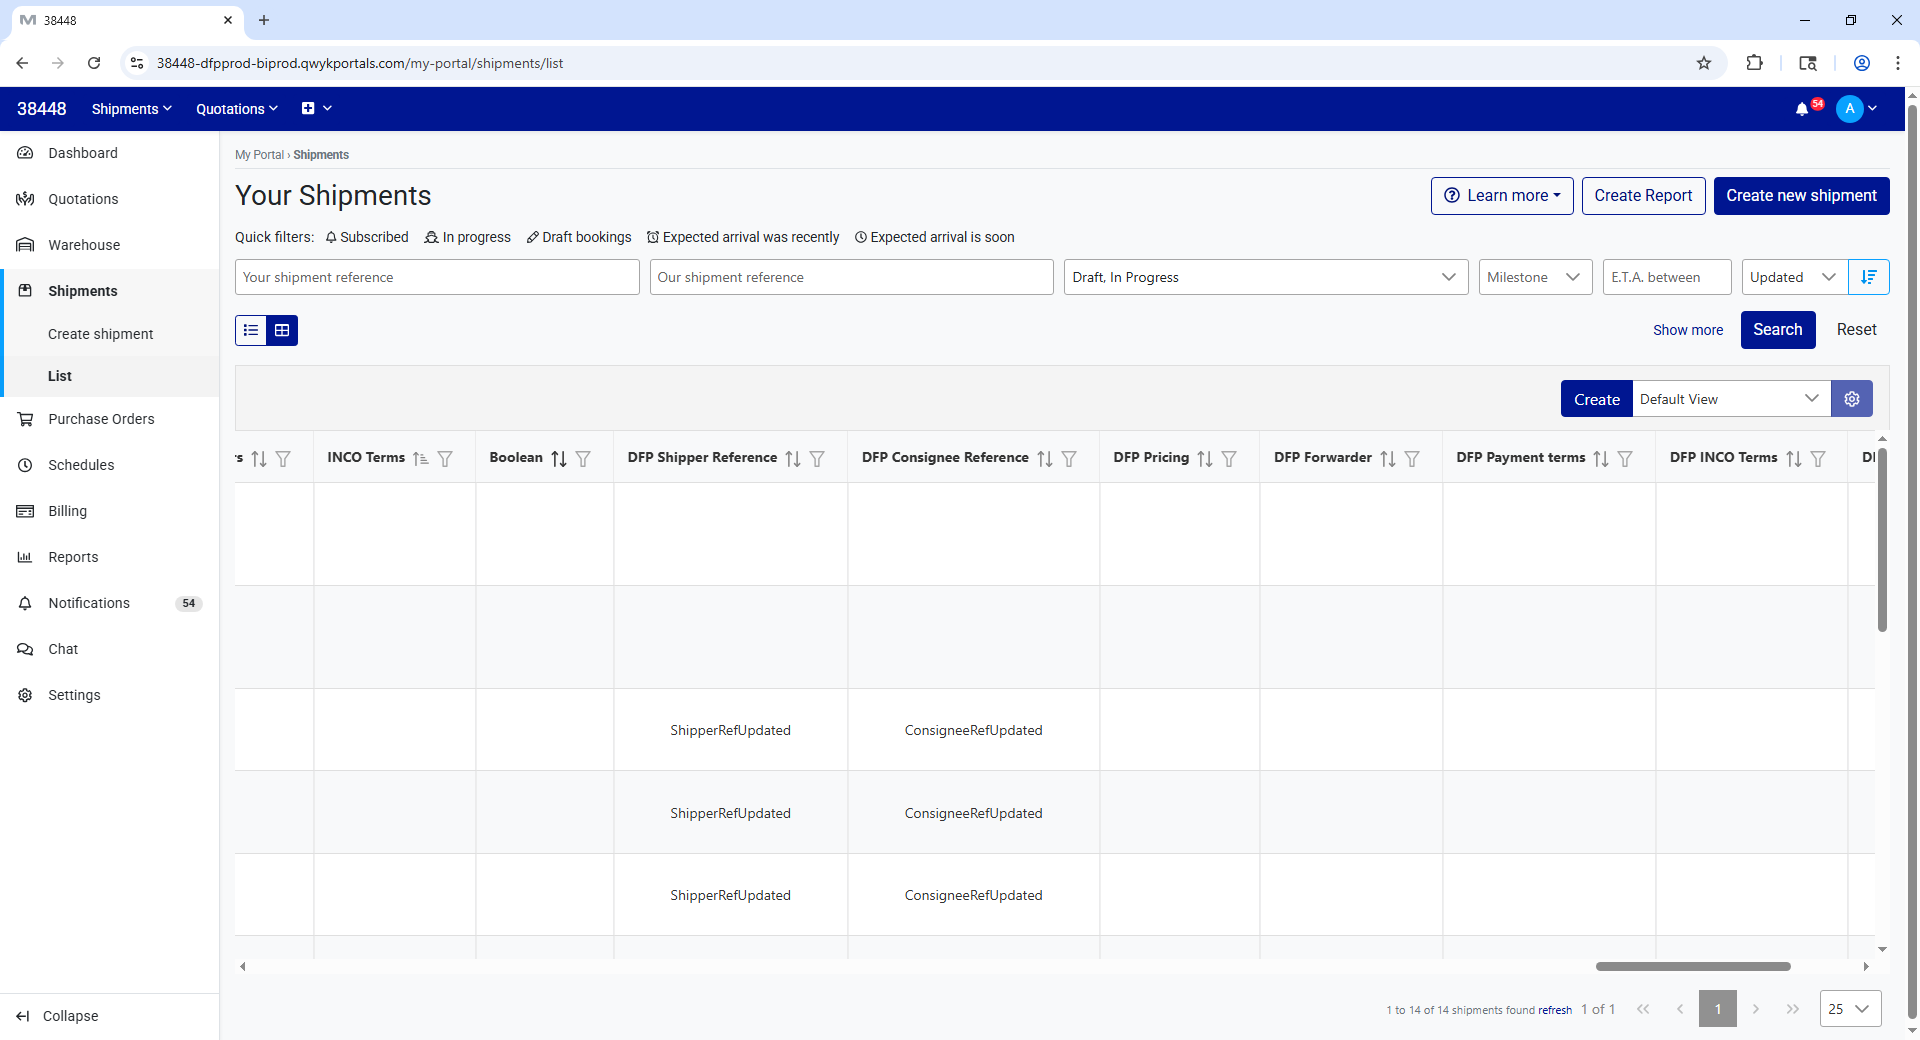 38448
38448-dfpprod-biprod.qwykportals.com/my-portal/shipments/list
38448 Shipments Quotations 54 A
Dashboard
Quotations
Warehouse
Shipments
Create shipment
List
Purchase Orders
Schedules
Billing
Reports
Notifications 54
Chat
Settings
Collapse
My Portal › Shipments
Your Shipments
Learn more Create Report Create new shipment
Quick filters: Subscribed In progress Draft bookings Expected arrival was recently Expected arrival is soon
Your shipment reference Our shipment reference Draft, In Progress Milestone E.T.A. between Updated
Show more Search Reset
Create Default View
INCO Terms Boolean DFP Shipper Reference DFP Consignee Reference DFP Pricing DFP Forwarder DFP Payment terms DFP INCO Terms
ShipperRefUpdated ConsigneeRefUpdated
ShipperRefUpdated ConsigneeRefUpdated
ShipperRefUpdated ConsigneeRefUpdated
1 to 14 of 14 shipments found refresh 1 of 1 1 25